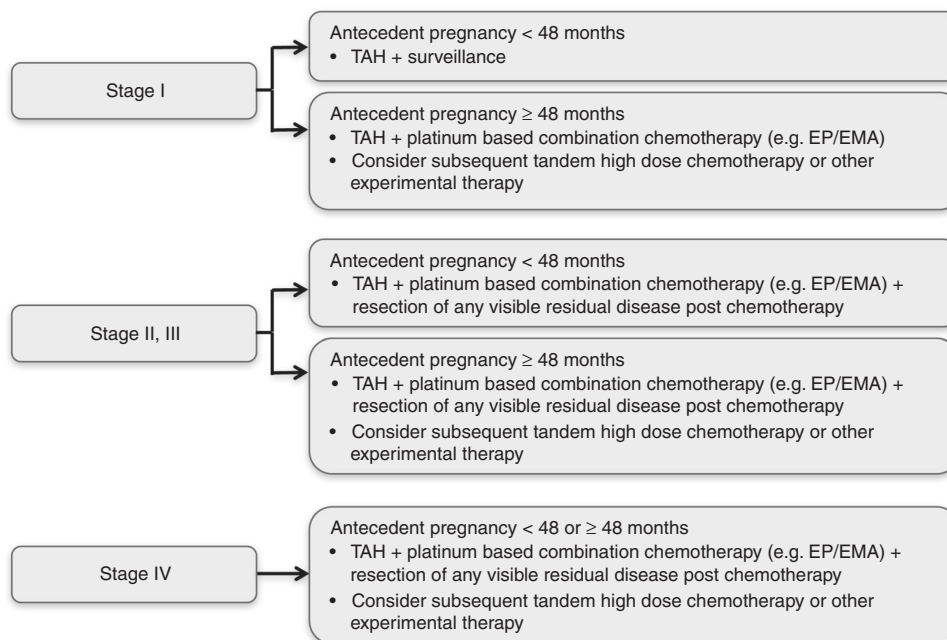 Stage I
Antecedent pregnancy < 48 months
• TAH + surveillance
Antecedent pregnancy ≥ 48 months
• TAH + platinum based combination chemotherapy (e.g. EP/EMA)
• Consider subsequent tandem high dose chemotherapy or other
experimental therapy
Stage II, III
Antecedent pregnancy < 48 months
• TAH + platinum based combination chemotherapy (e.g. EP/EMA) +
resection of any visible residual disease post chemotherapy
Antecedent pregnancy ≥ 48 months
• TAH + platinum based combination chemotherapy (e.g. EP/EMA) +
resection of any visible residual disease post chemotherapy
• Consider subsequent tandem high dose chemotherapy or other
experimental therapy
Stage IV
Antecedent pregnancy < 48 or ≥ 48 months
• TAH + platinum based combination chemotherapy (e.g. EP/EMA) +
resection of any visible residual disease post chemotherapy
• Consider subsequent tandem high dose chemotherapy or other
experimental therapy